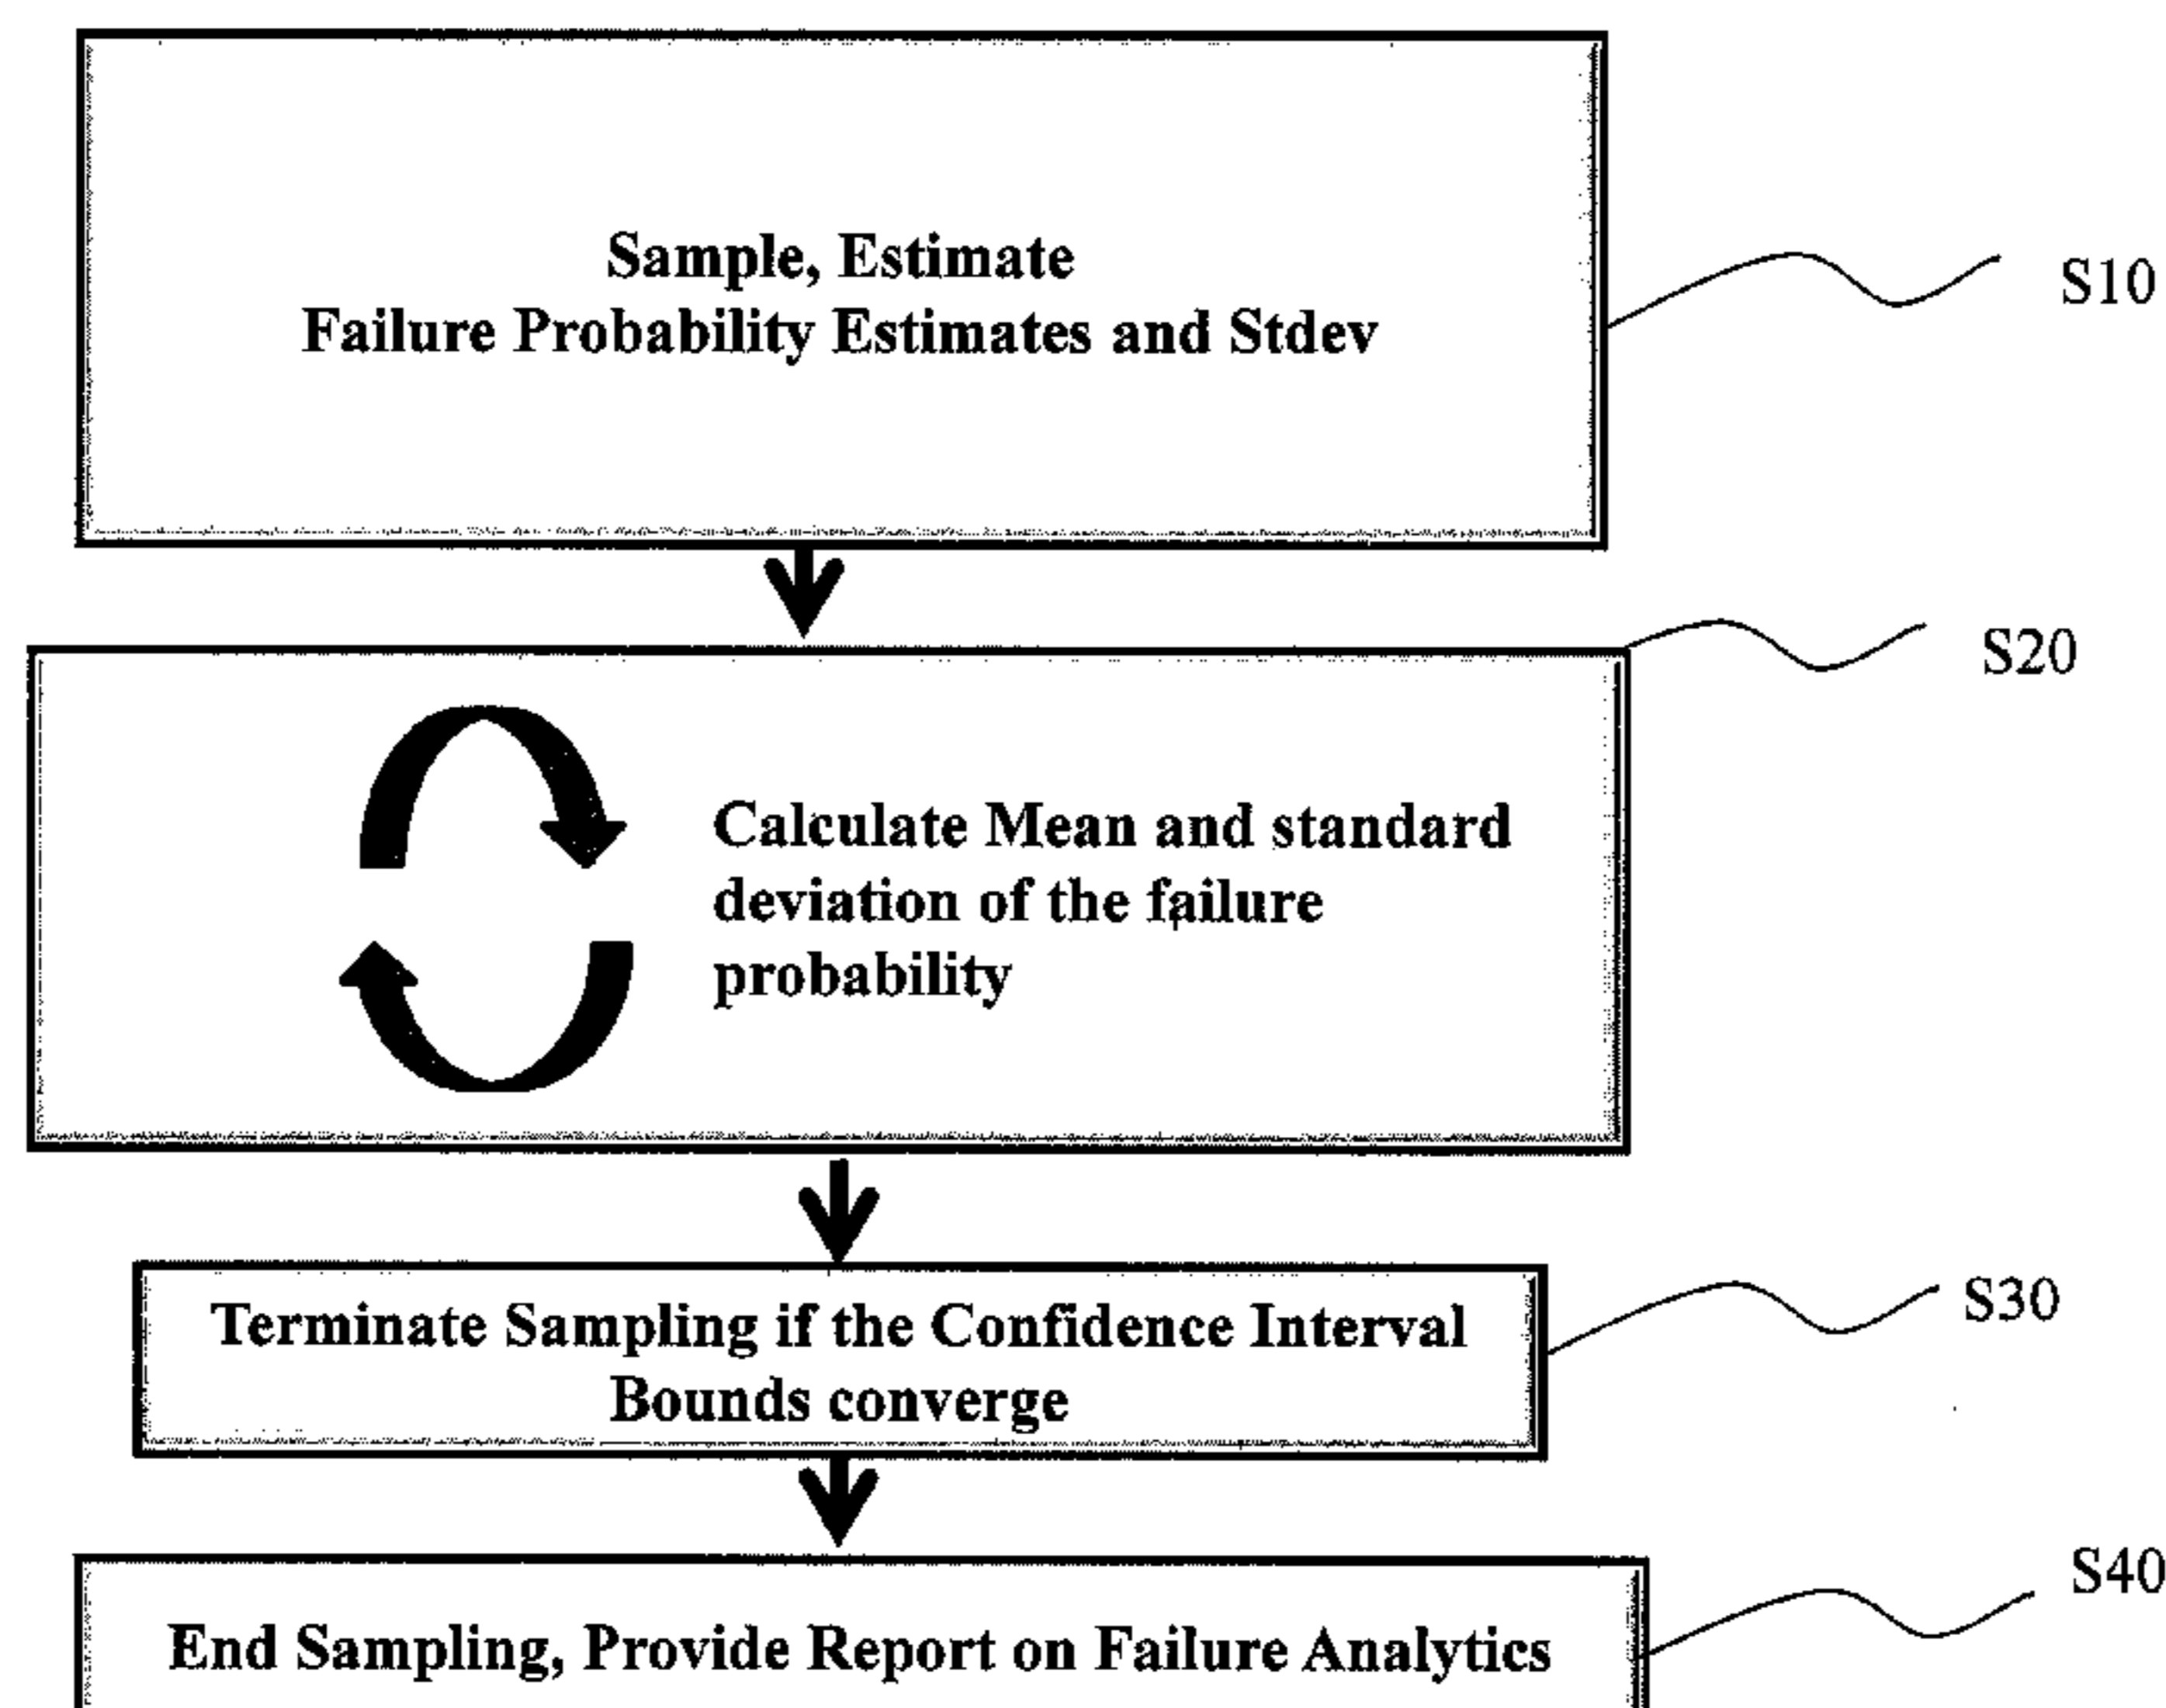 Sample, Estimate
Failure Probability Estimates and Stdev
S10
S20
Calculate Mean and standard
deviation of the failure
probability
Terminate Sampling if the Confidence Interval
Bounds converge
S30
S40
End Sampling, Provide Report on Failure Analytics